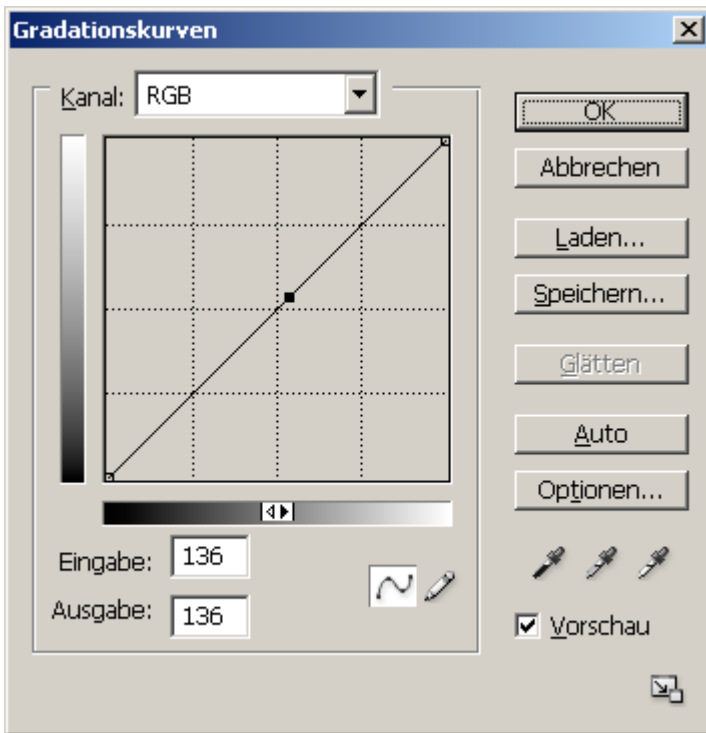 Gradationskurven
Kanal: RGB
OK
Abbrechen
Laden...
Speichern...
Glätten
Auto
Optionen...
Eingabe: 136
Ausgabe: 136
Vorschau